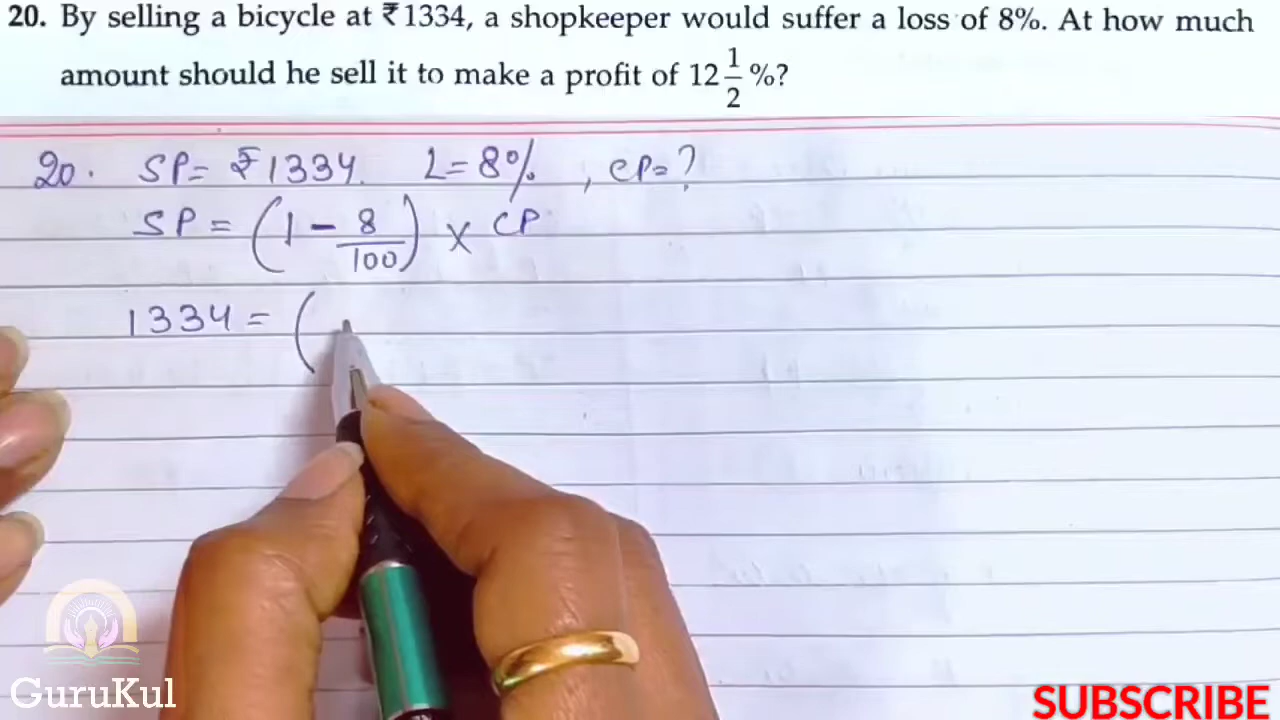 20. By selling a bicycle at ₹1334, a shopkeeper would suffer a loss of 8%. At how much
amount should he sell it to make a profit of 12 1/2 %?
20. SP= ₹1334. L=8% , CP=?
SP = (1 - 8/100) × CP
1334 = (
GuruKul
SUBSCRIBE